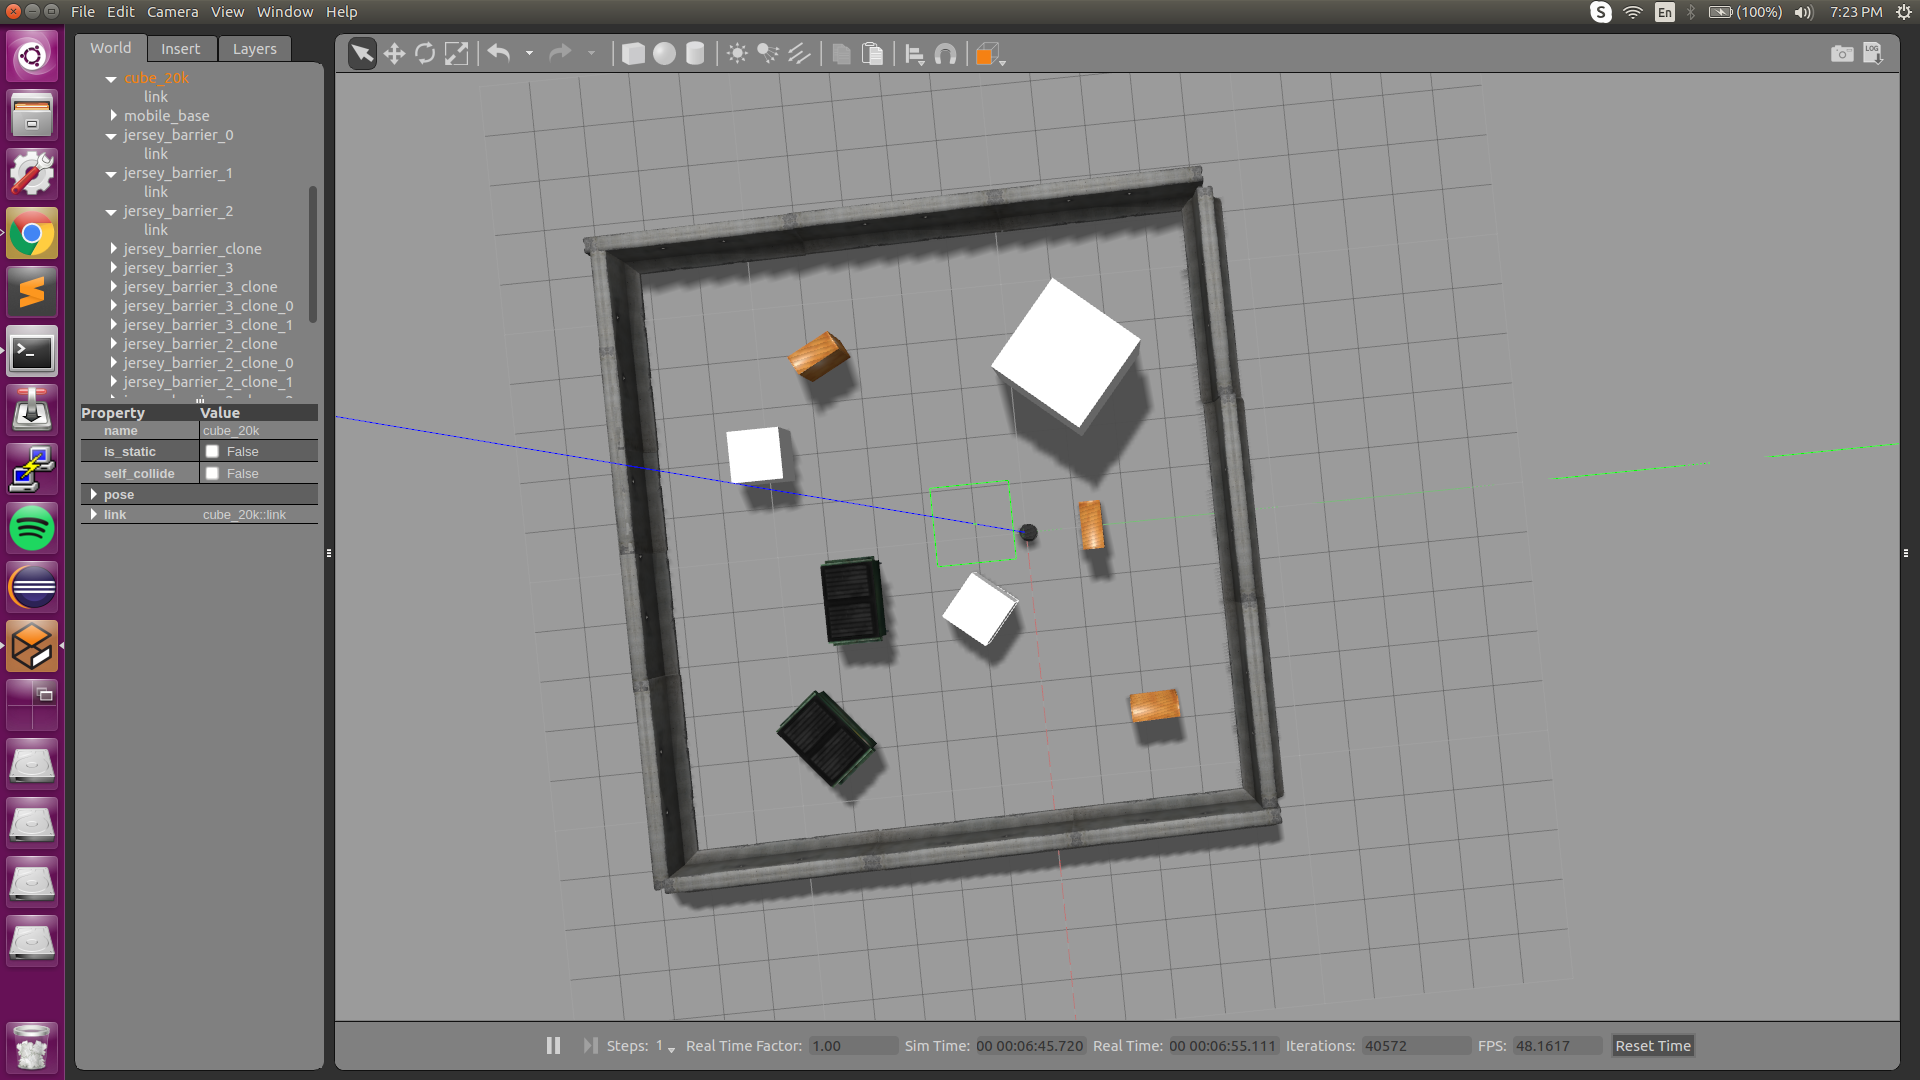 File Edit Camera View Window Help
S En (100%) 7:23 PM
World Insert Layers
LOG
cube_20k
link
mobile_base
jersey_barrier_0
link
jersey_barrier_1
link
jersey_barrier_2
link
jersey_barrier_clone
jersey_barrier_3
jersey_barrier_3_clone
jersey_barrier_3_clone_0
jersey_barrier_3_clone_1
jersey_barrier_2_clone
jersey_barrier_2_clone_0
jersey_barrier_2_clone_1
Property Value
name cube_20k
is_static False
self_collide False
pose
link cube_20k::link
Steps: 1 Real Time Factor: 1.00 Sim Time: 00 00:06:45.720 Real Time: 00 00:06:55.111 Iterations: 40572 FPS: 48.1617 Reset Time